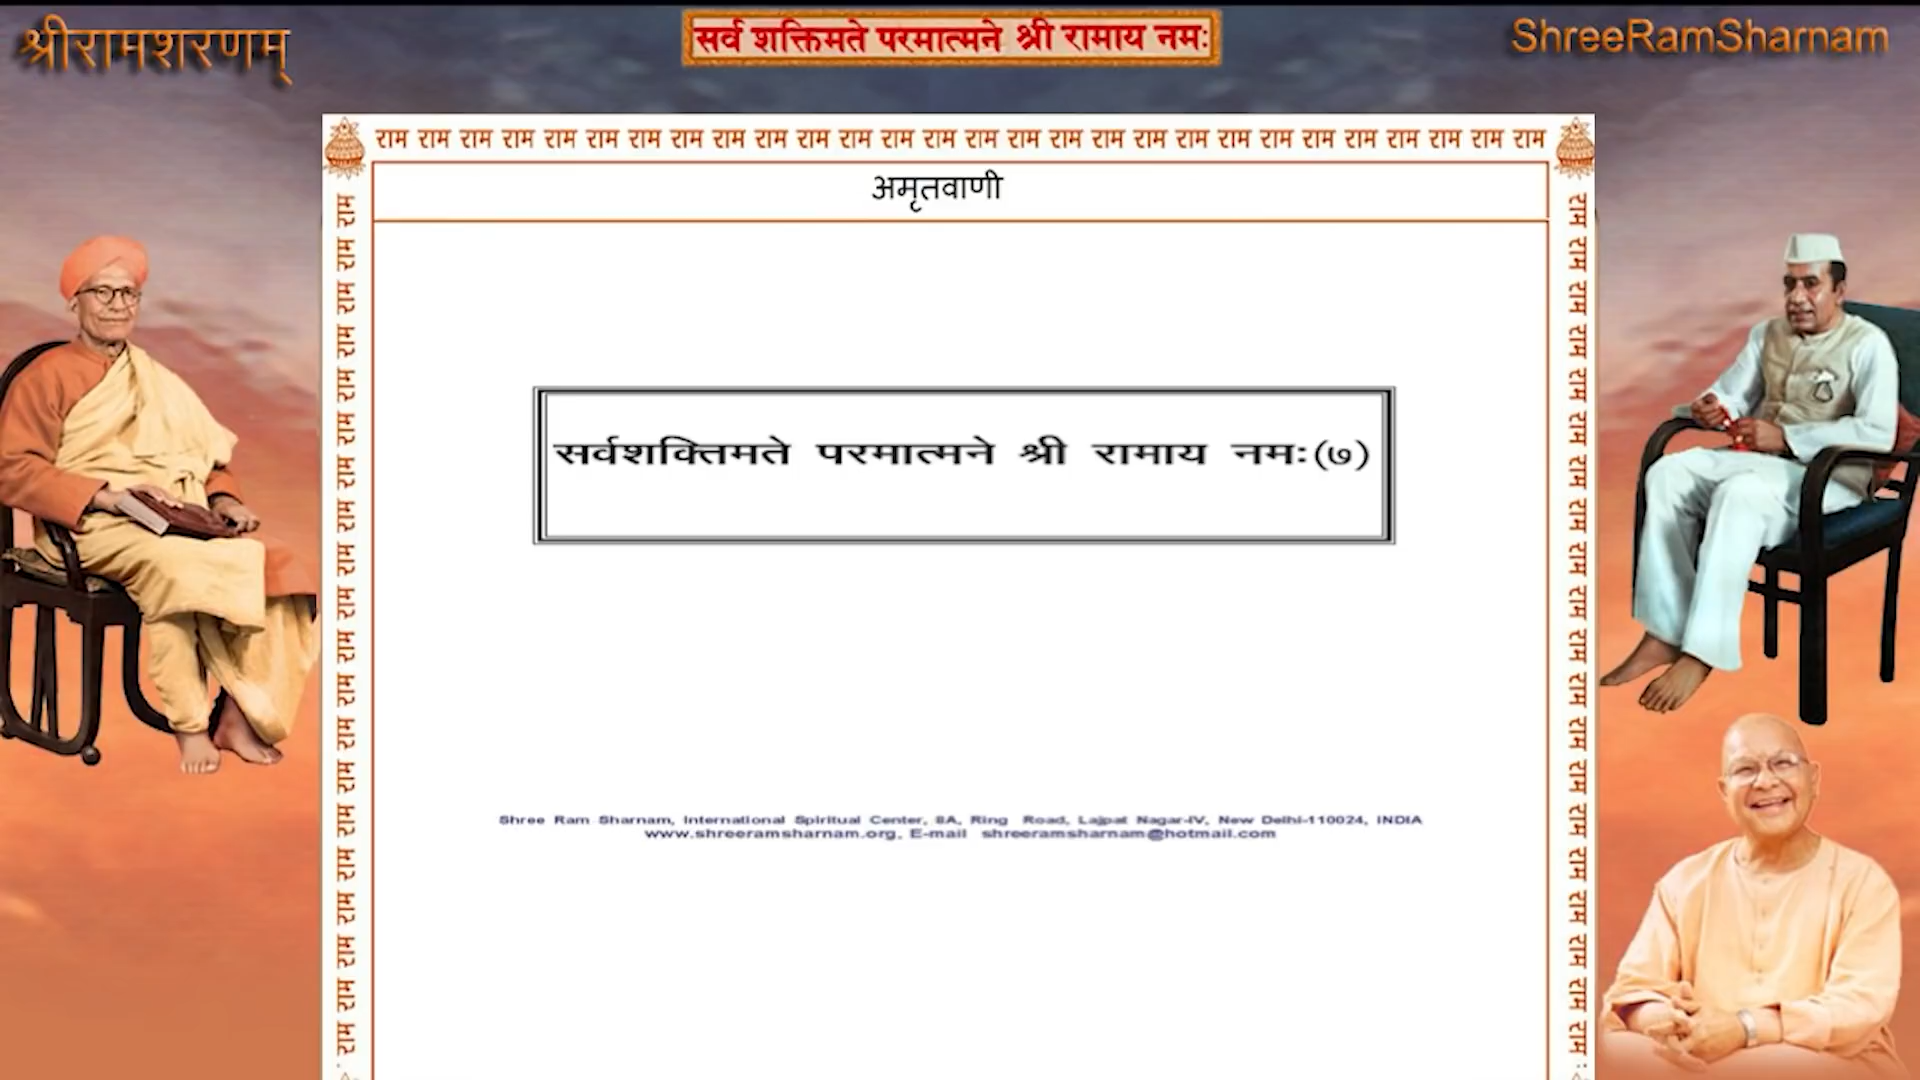 श्रीरामशरणम्
सर्व शक्तिमते परमात्मने श्री रामाय नमः
ShreeRamSharnam
राम राम राम राम राम राम राम राम राम राम राम राम राम राम राम राम राम राम राम राम राम राम राम राम राम राम राम राम
अमृतवाणी
राम राम राम राम राम राम राम राम राम राम राम राम राम राम राम राम राम राम राम राम
राम राम राम राम राम राम राम राम राम राम राम राम राम राम राम राम राम राम राम राम
सर्वशक्तिमते परमात्मने श्री रामाय नमः(७)
Shree Ram Sharnam, International Spiritual Center, 8A, Ring Road, Lajpat Nagar-IV, New Delhi-110024, INDIA
www.shreeramsharnam.org, E-mail shreeramsharnam@hotmail.com